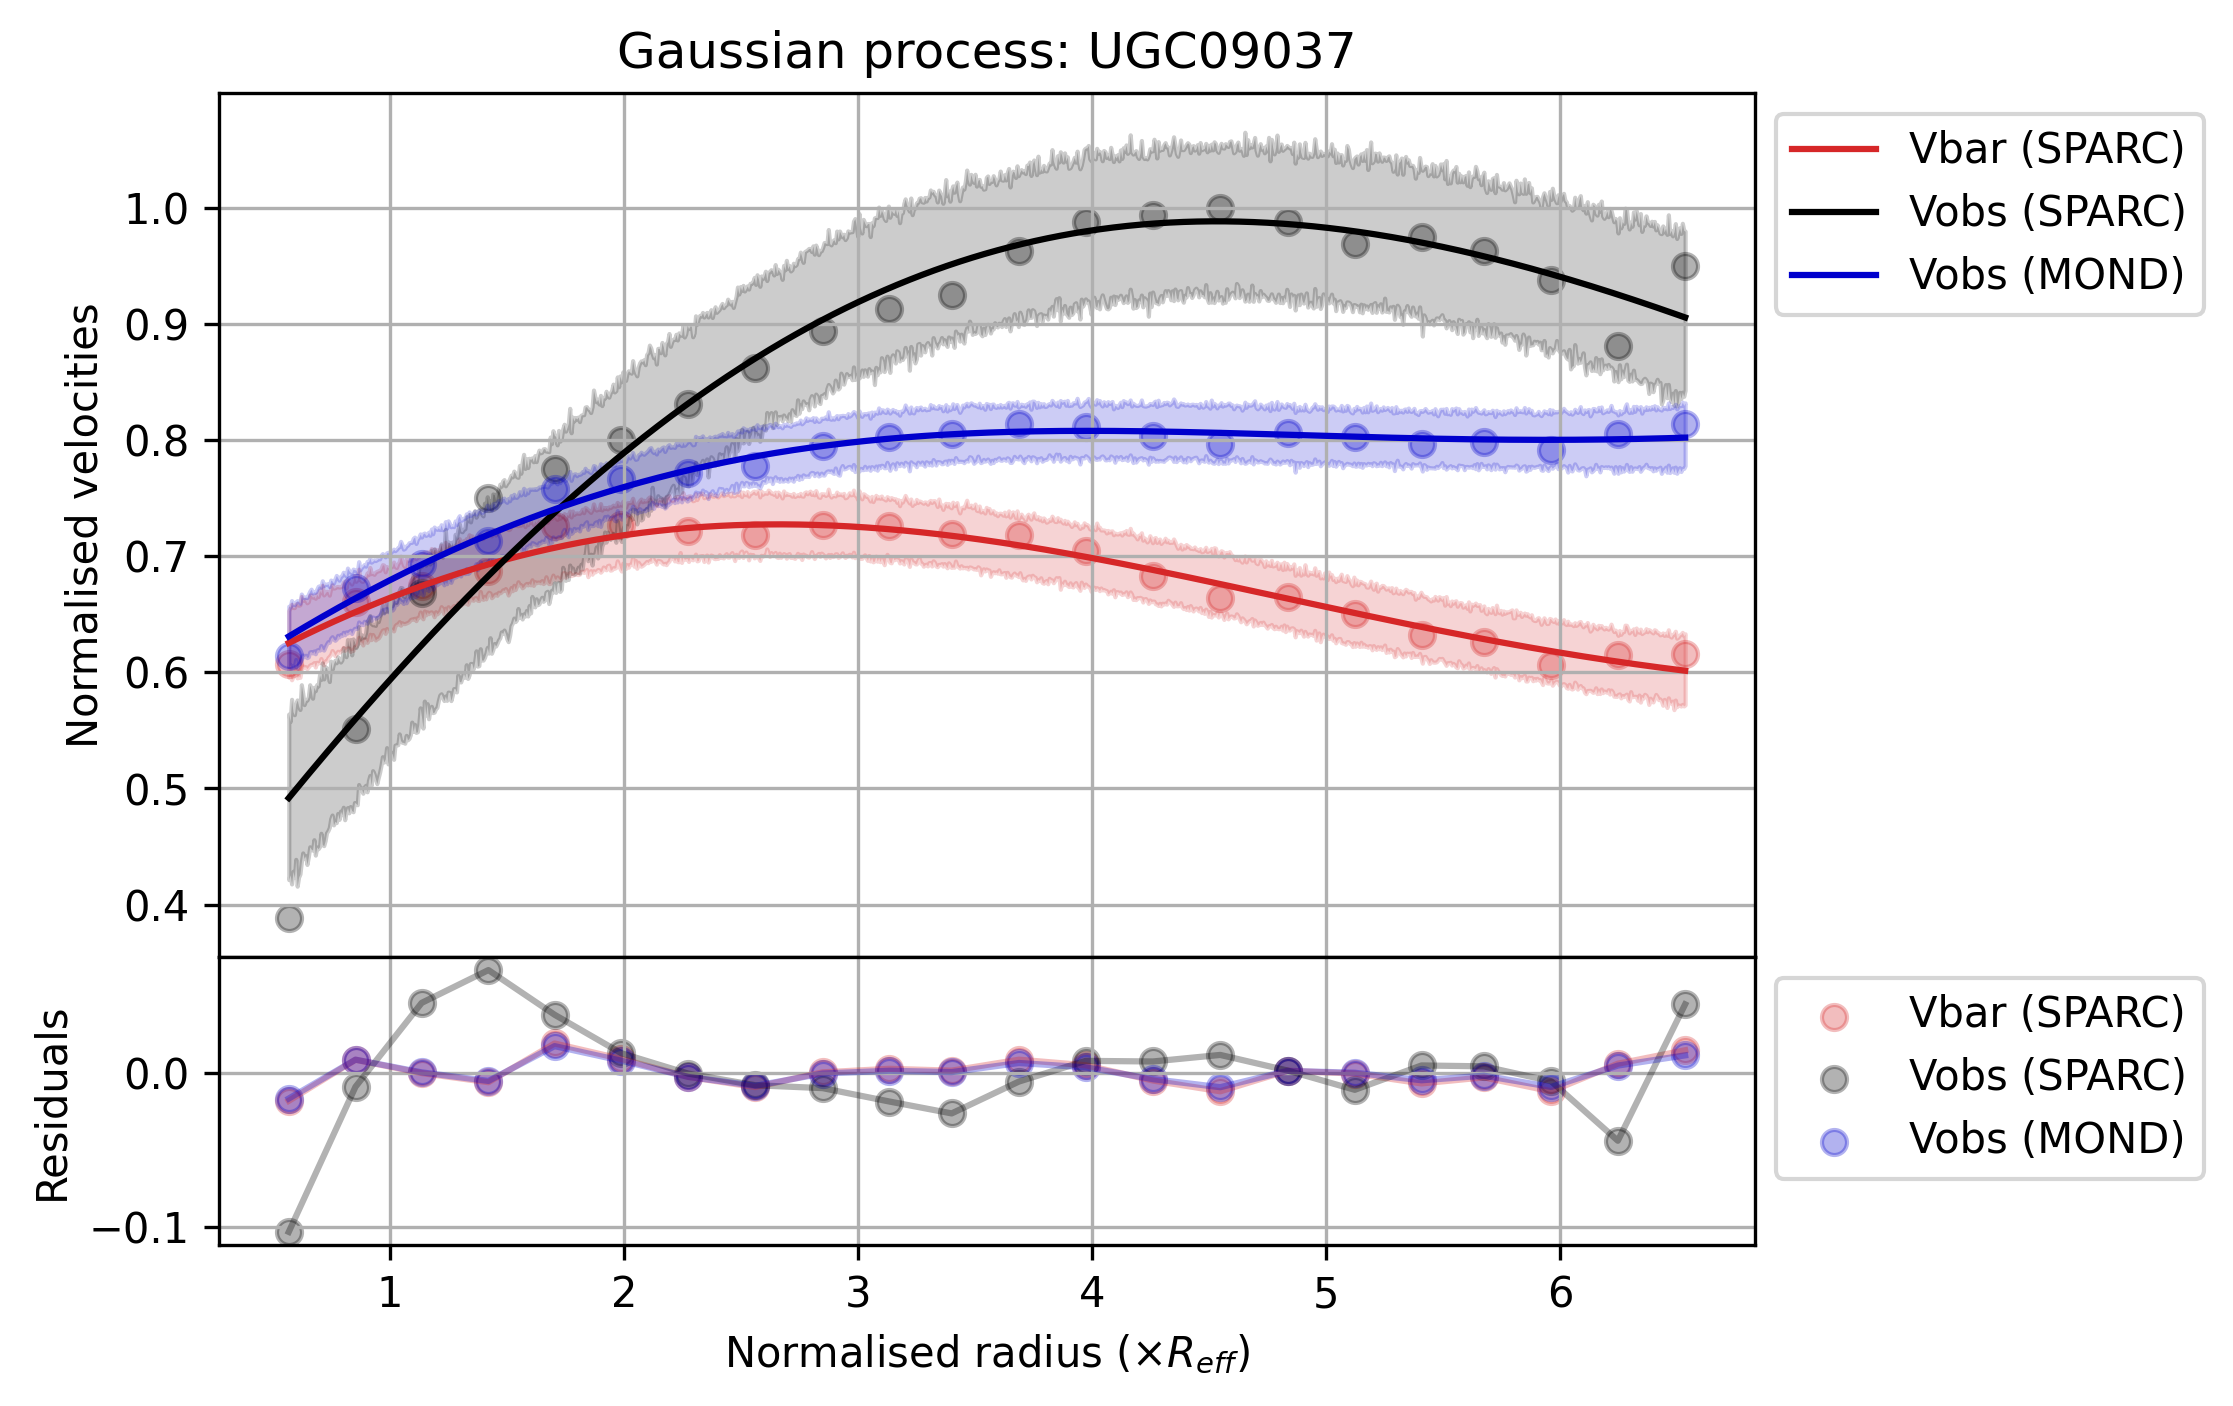 Gaussian process: UGC09037
Normalised velocities
1.0
0.9
0.8
0.7
0.6
0.5
0.4
Vbar (SPARC)
Vobs (SPARC)
Vobs (MOND)
Residuals
0.0
−0.1
Vbar (SPARC)
Vobs (SPARC)
Vobs (MOND)
1 2 3 4 5 6
Normalised radius (×R_eff)